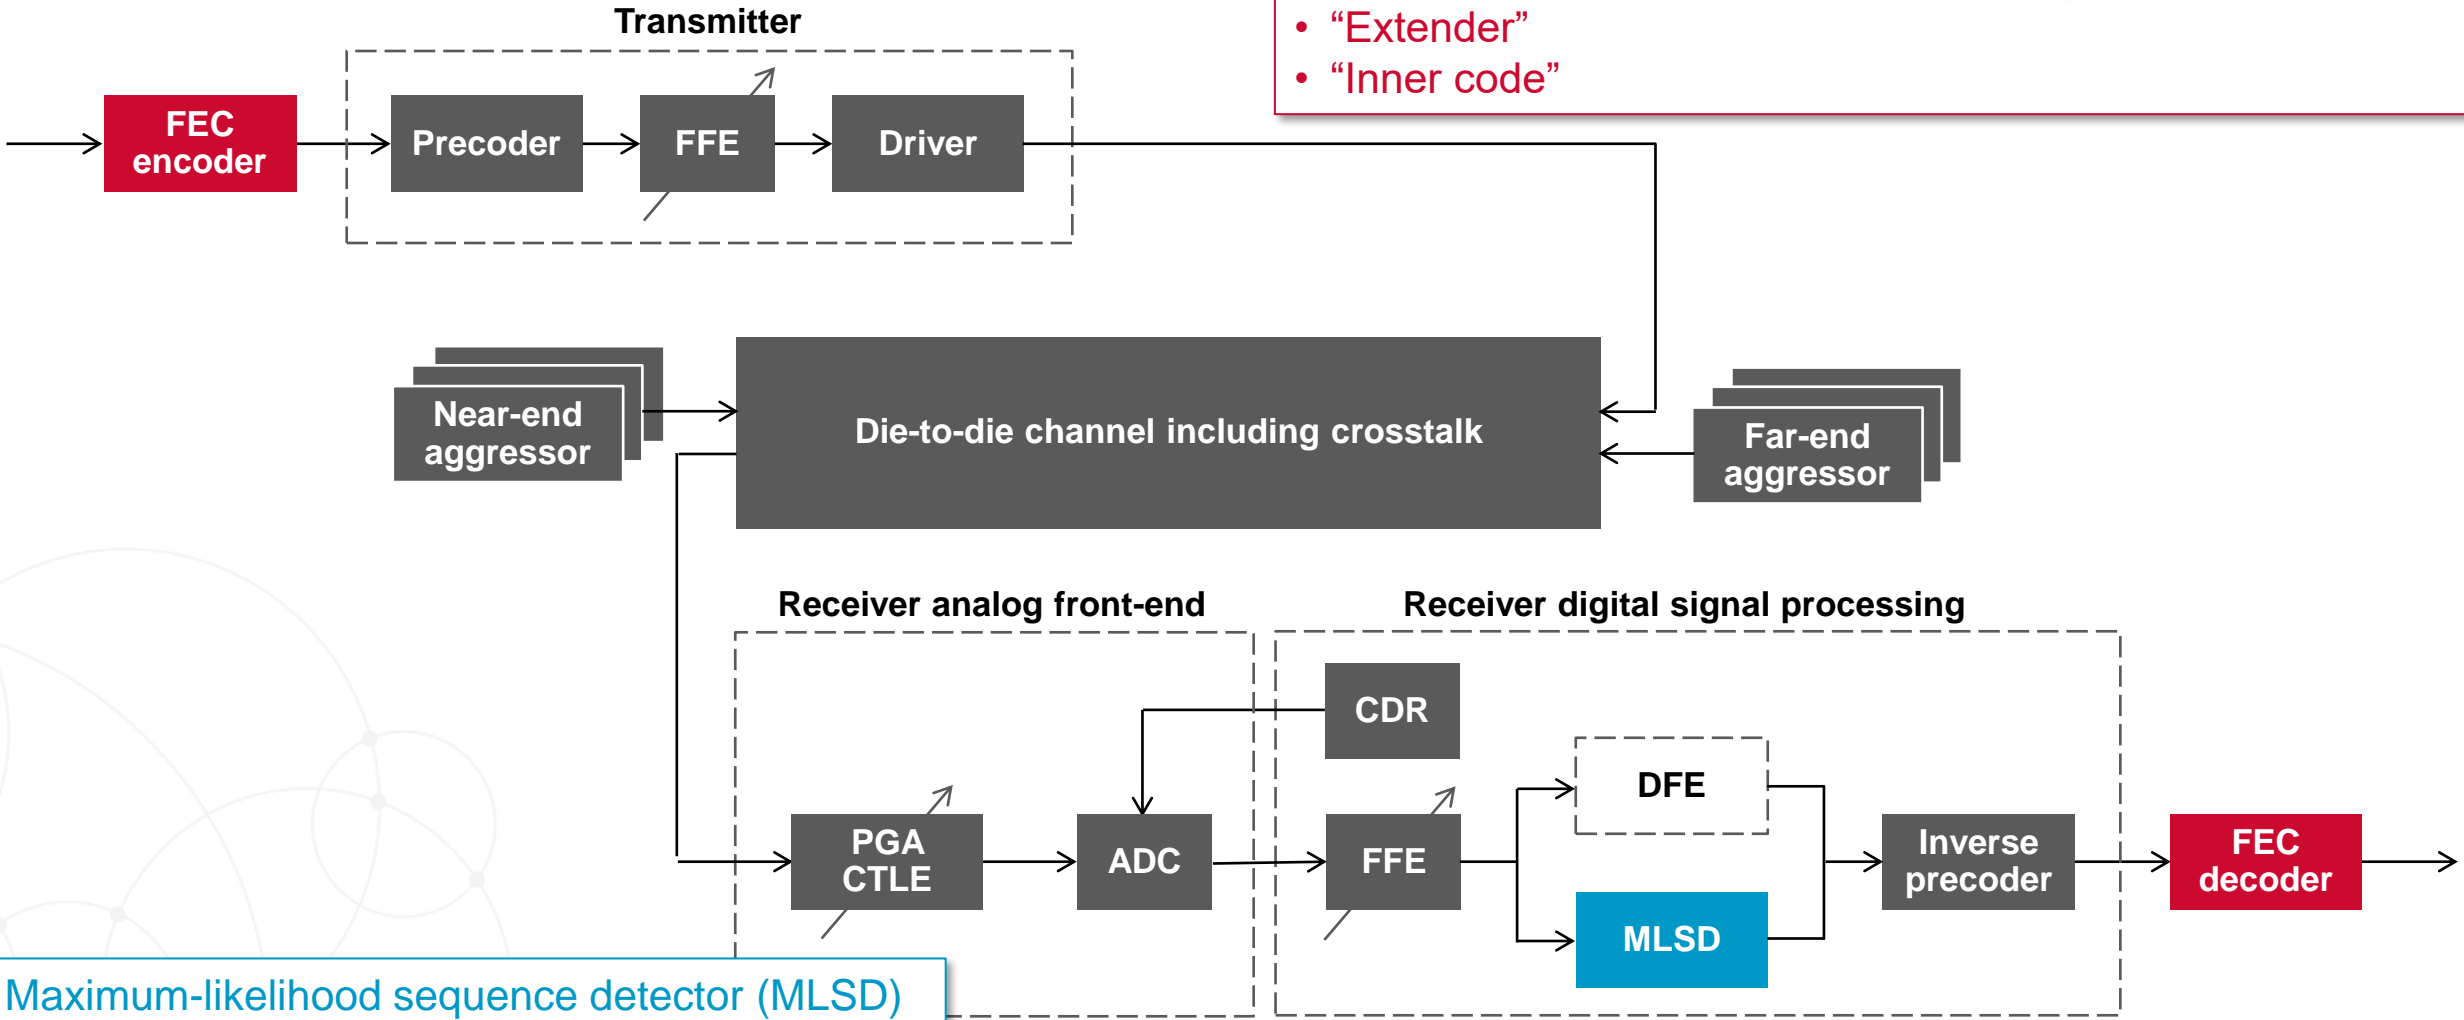 Transmitter
• “Extender”
• “Inner code”
FEC
encoder
Precoder
FFE
Driver
Near-end
aggressor
Die-to-die channel including crosstalk
Far-end
aggressor
Receiver analog front-end
Receiver digital signal processing
CDR
DFE
PGA
CTLE
ADC
FFE
MLSD
Inverse
precoder
FEC
decoder
Maximum-likelihood sequence detector (MLSD)